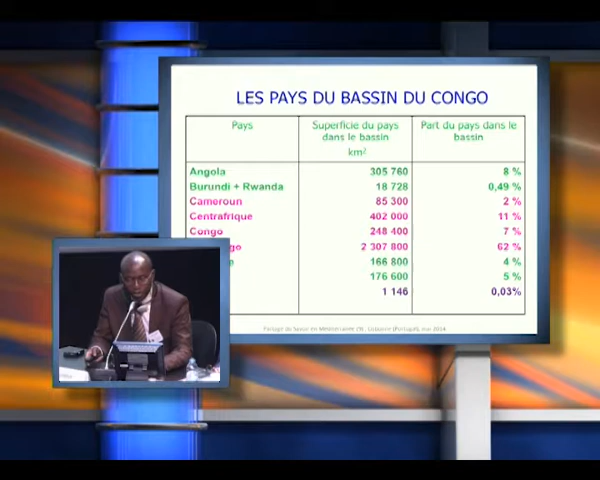 LES PAYS DU BASSIN DU CONGO
Pays Superficie du pays dans le bassin km² Part du pays dans le bassin
Angola 305 760 8 %
Burundi + Rwanda 18 728 0,49 %
Cameroun 85 300 2 %
Centrafrique 402 000 11 %
Congo 248 400 7 %
go 2 307 800 62 %
e 166 800 4 %
176 600 5 %
1 146 0,03%